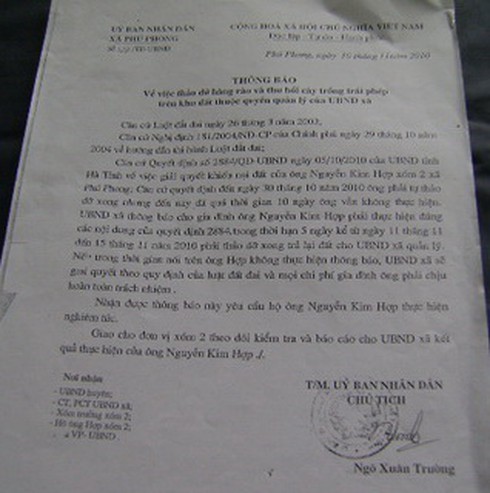 UỶ BAN NHÂN DÂN
XÃ PHÚ PHONG
CỘNG HOÀ XÃ HỘI CHỦ NGHĨA VIỆT NAM
Độc lập - Tự do - Hạnh phúc
Phú Phong, ngày 10 tháng 11 năm 2010
THÔNG BÁO
Về việc tháo dỡ hàng rào và thu hồi cây trồng trái phép
trên khu đất thuộc quyền quản lý của UBND xã
Căn cứ Luật đất đai ngày 26 tháng 3 năm 2003;
Căn cứ Nghị định 181/2004/NĐ-CP của Chính phủ ngày 29 tháng 10 năm
2004 về hướng dẫn thi hành Luật đất đai;
Căn cứ Quyết định số 2884/QĐ-UBND ngày 05/10/2010 của UBND tỉnh
Hà Tĩnh về việc giải quyết khiếu nại đất của ông Nguyễn Kim Hợp xóm 2 xã
Phú Phong; Căn cứ quyết định đến ngày 30 tháng 10 năm 2010 ông phải tự tháo
dỡ xong nhưng đến nay đã quá thời gian 10 ngày ông vẫn không thực hiện.
UBND xã thông báo cho gia đình ông Nguyễn Kim Hợp phải thực hiện đúng
các nội dung của quyết định 2884, trong thời hạn 5 ngày kể từ ngày 11 tháng 11
đến 15 tháng 11 năm 2010 phải tháo dỡ xong trả lại đất cho UBND xã quản lý.
Nếu trong thời gian nói trên ông Hợp không thực hiện thông báo, UBND xã sẽ
giải quyết theo quy định của luật đất đai và mọi chi phí gia đình ông phải chịu
hoàn toàn trách nhiệm.
Nhận được thông báo này yêu cầu hộ ông Nguyễn Kim Hợp thực hiện
nghiêm túc.
Giao cho đơn vị xóm 2 theo dõi kiểm tra và báo cáo cho UBND xã kết
quả thực hiện của ông Nguyễn Kim Hợp ./.
Nơi nhận
- UBND huyện;
- CT, PCT UBND xã;
- Xóm trưởng xóm 2;
- Hộ ông Hợp xóm 2;
VP- UBND
T/M. UỶ BAN NHÂN DÂN
CHỦ TỊCH
Ngô Xuân Trường